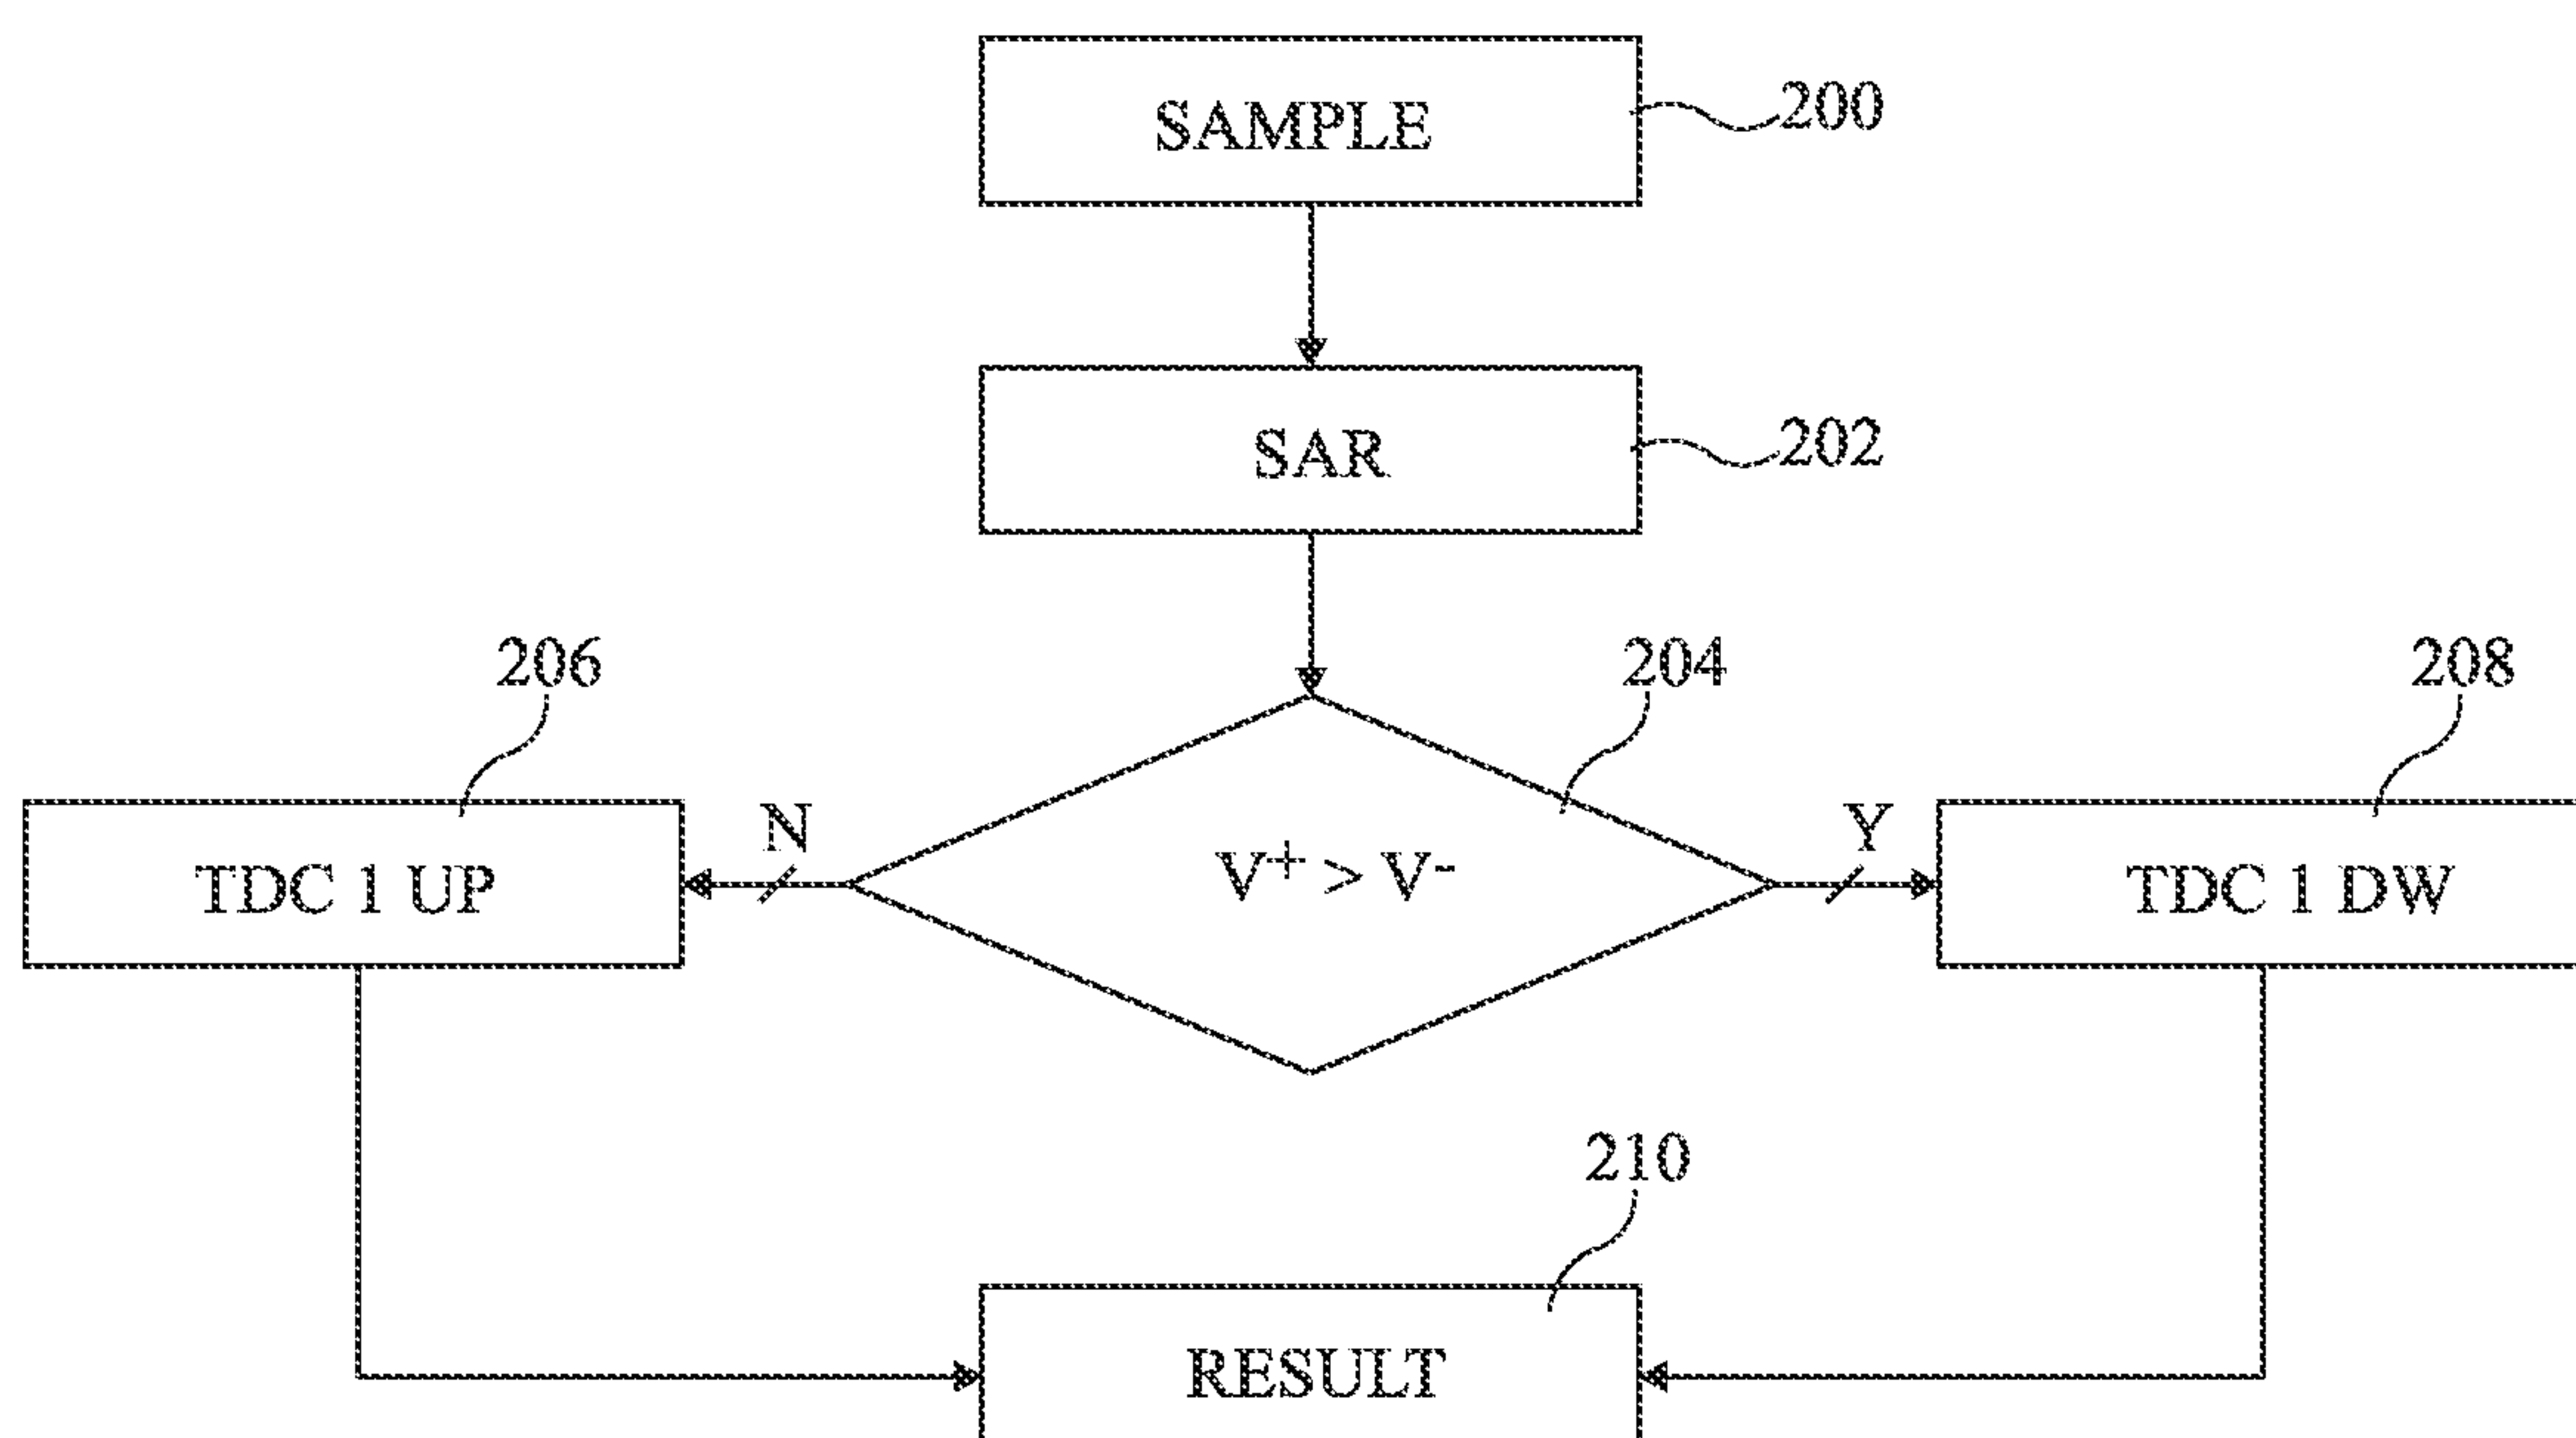 SAMPLE
200
SAR
202
206
204
208
N
Y
TDC 1 UP
V⁺ > V⁻
TDC 1 DW
210
RESULT